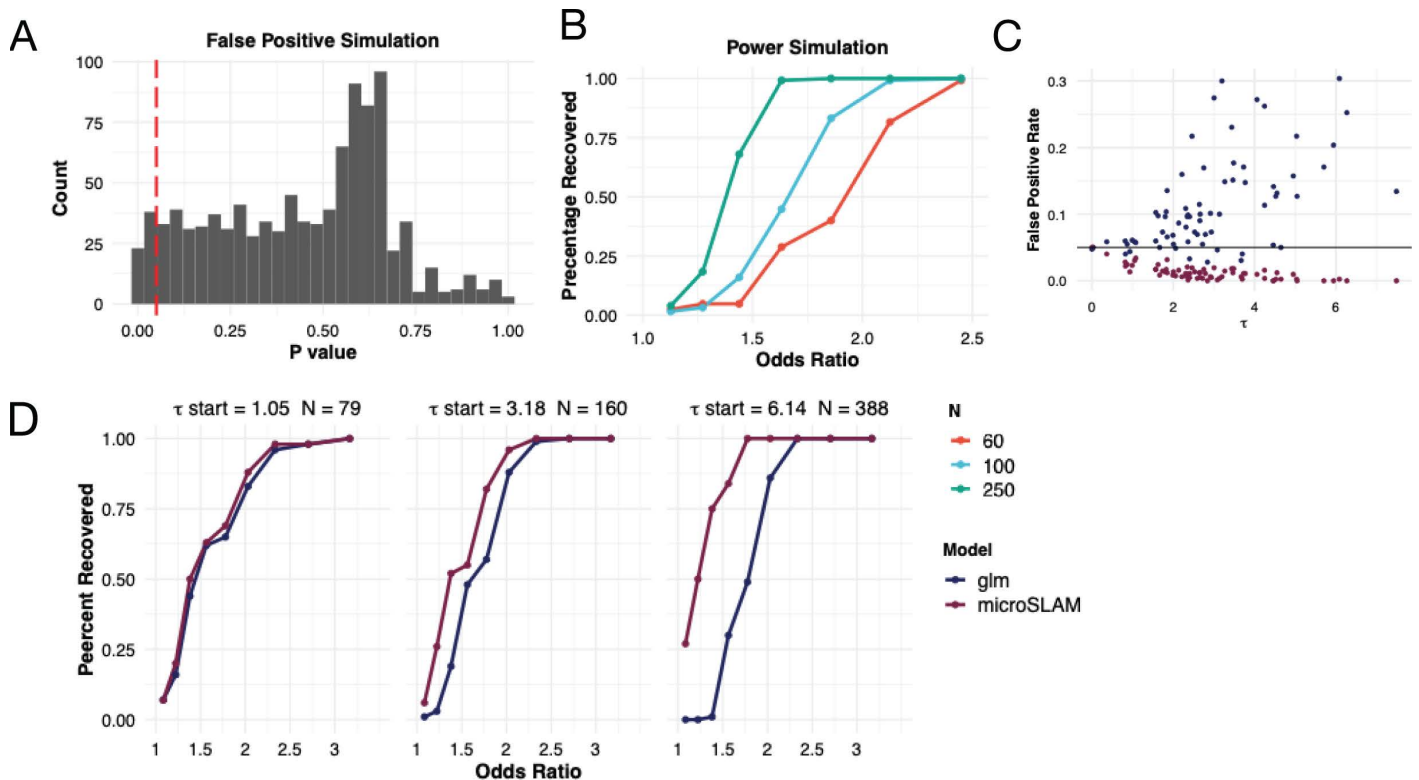 A
False Positive Simulation
100
75
50
25
0
Count
0.00 0.25 0.50 0.75 1.00
P value
B
Power Simulation
1.00
0.75
0.50
0.25
0.00
Precentage Recovered
1.0 1.5 2.0 2.5
Odds Ratio
C
0.3
0.2
0.1
0.0
False Positive Rate
0 2 4 6
τ
D
τ start = 1.05 N = 79
τ start = 3.18 N = 160
τ start = 6.14 N = 388
1.00
0.75
0.50
0.25
0.00
Peercent Recovered
1 1.5 2 2.5 3
1 1.5 2 2.5 3
1 1.5 2 2.5 3
Odds Ratio
N
60
100
250
Model
glm
microSLAM